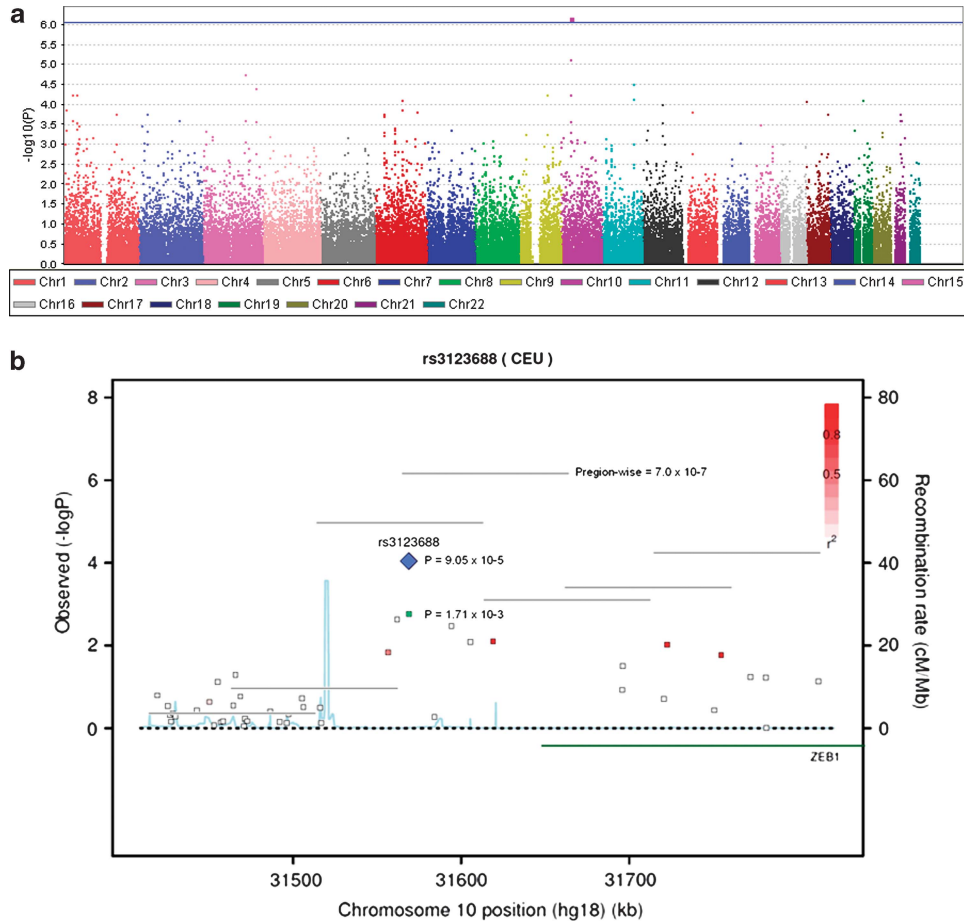 a
-log10(P)
6.0
5.5
5.0
4.5
4.0
3.5
3.0
2.5
2.0
1.5
1.0
0.5
0.0
Chr1 Chr2 Chr3 Chr4 Chr5 Chr6 Chr7 Chr8 Chr9 Chr10 Chr11 Chr12 Chr13 Chr14 Chr15
Chr16 Chr17 Chr18 Chr19 Chr20 Chr21 Chr22
b
rs3123688 ( CEU )
Observed (-logP)
8
6
4
2
0
80
60
40
20
0
Recombination rate (cM/Mb)
0.8
0.5
r2
Pregion-wise = 7.0 x 10-7
rs3123688
P = 9.05 x 10-5
P = 1.71 x 10-3
ZEB1
31500 31600 31700
Chromosome 10 position (hg18) (kb)